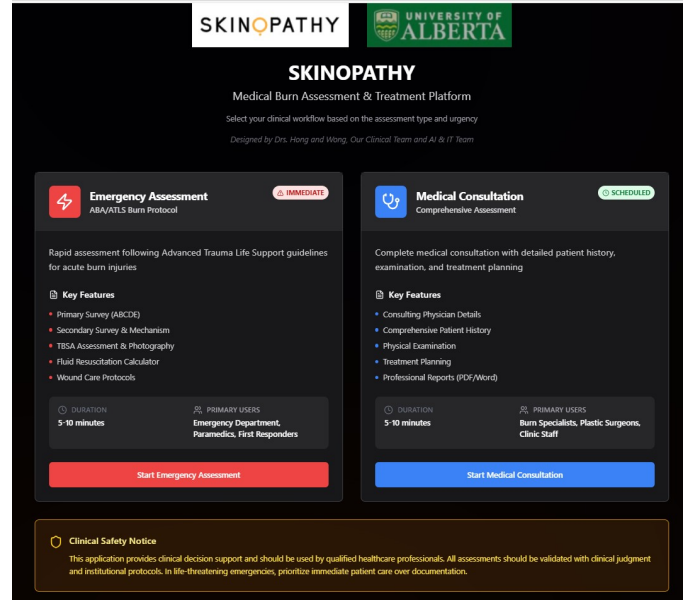 SKINOPATHY
UNIVERSITY OF
ALBERTA
SKINOPATHY
Medical Burn Assessment & Treatment Platform
Select your clinical workflow based on the assessment type and urgency
Designed by Drs. Hong and Wong, Our Clinical Team and AI & IT Team
Emergency Assessment
ABA/ATLS Burn Protocol
IMMEDIATE
Rapid assessment following Advanced Trauma Life Support guidelines
for acute burn injuries
Key Features
• Primary Survey (ABCDE)
• Secondary Survey & Mechanism
• TBSA Assessment & Photography
• Fluid Resuscitation Calculator
• Wound Care Protocols
DURATION
5-10 minutes
PRIMARY USERS
Emergency Department,
Paramedics, First Responders
Start Emergency Assessment
Medical Consultation
Comprehensive Assessment
SCHEDULED
Complete medical consultation with detailed patient history,
examination, and treatment planning
Key Features
• Consulting Physician Details
• Comprehensive Patient History
• Physical Examination
• Treatment Planning
• Professional Reports (PDF/Word)
DURATION
5-10 minutes
PRIMARY USERS
Burn Specialists, Plastic Surgeons,
Clinic Staff
Start Medical Consultation
Clinical Safety Notice
This application provides clinical decision support and should be used by qualified healthcare professionals. All assessments should be validated with clinical judgment
and institutional protocols. In life-threatening emergencies, prioritize immediate patient care over documentation.